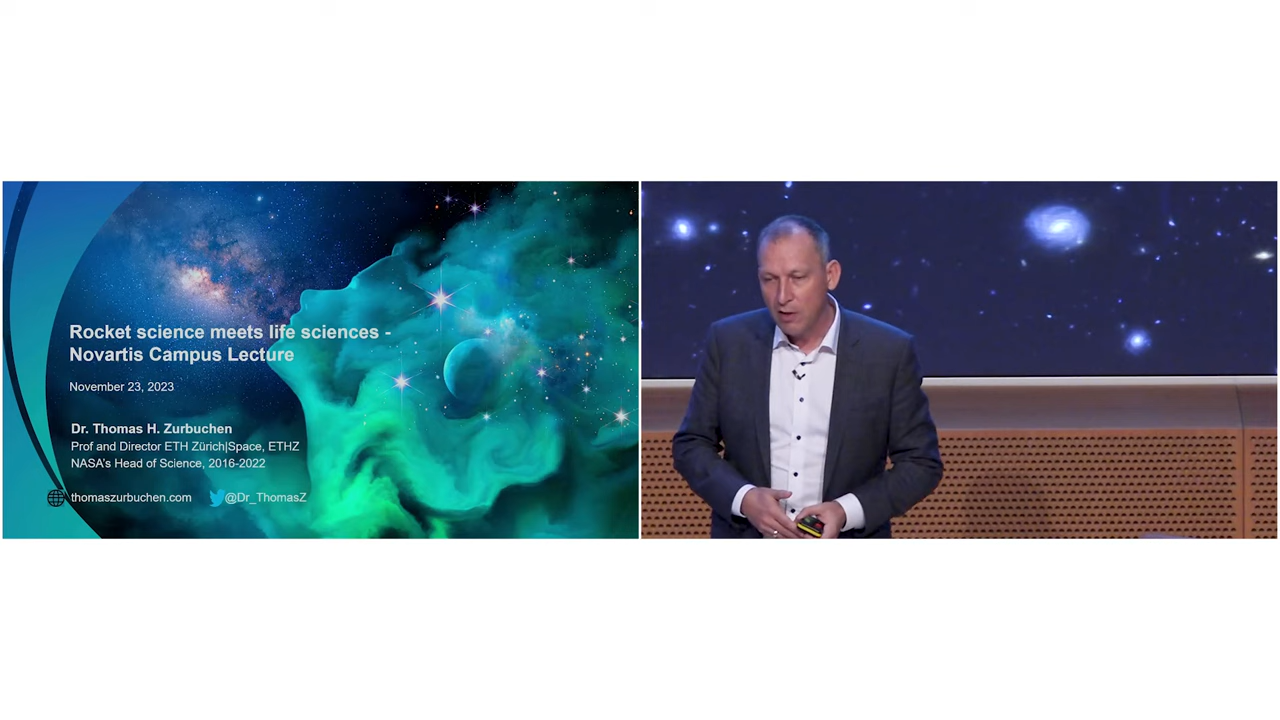 Rocket science meets life sciences -
Novartis Campus Lecture
November 23, 2023
Dr. Thomas H. Zurbuchen
Prof and Director ETH Zürich|Space, ETHZ
NASA's Head of Science, 2016-2022
thomaszurbuchen.com @Dr_ThomasZ